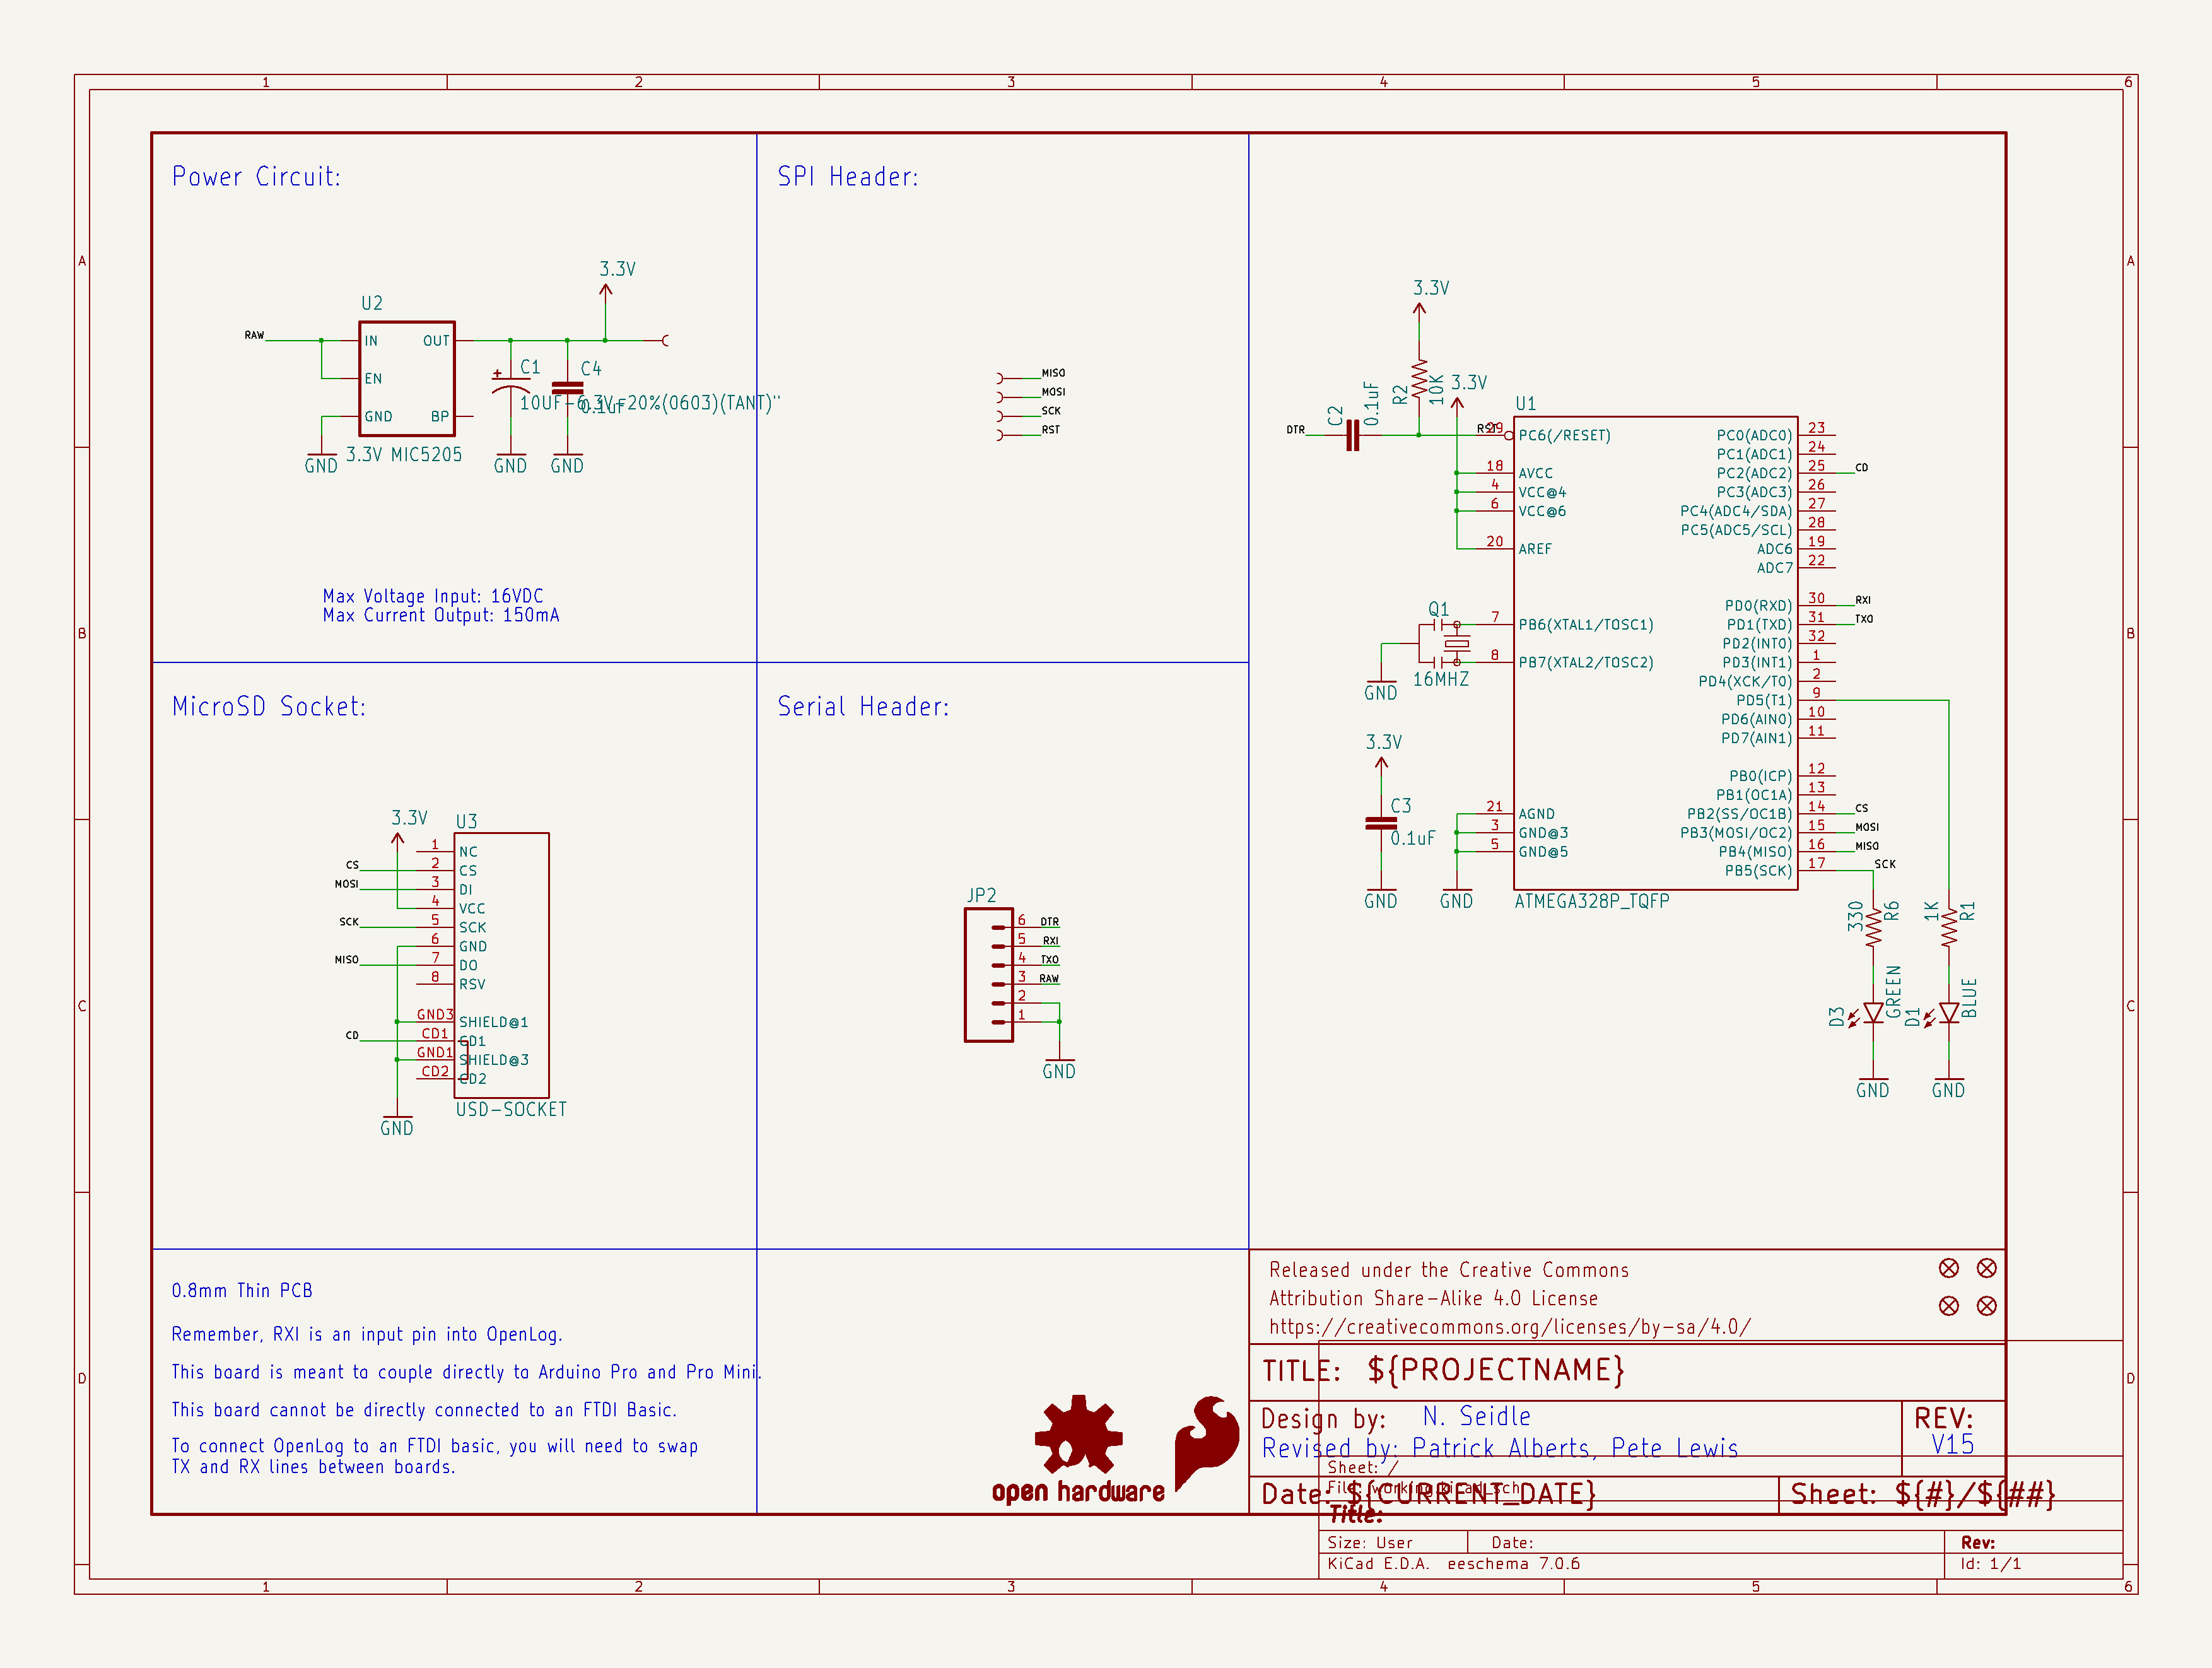 1 2 3 4 5 6
A
B
C
D
Power Circuit:
3.3V
U2
RAW
IN
OUT
EN
GND
BP
C1
10UF-6.3V-20%(0603)(TANT)"
C4
0.1uF
GND
3.3V MIC5205
GND
GND
Max Voltage Input: 16VDC
Max Current Output: 150mA
SPI Header:
MISO
MOSI
SCK
RST
MicroSD Socket:
3.3V
U3
1 NC
CS 2 CS
MOSI 3 DI
4 VCC
SCK 5 SCK
6 GND
MISO 7 DO
8 RSV
GND3 SHIELD@1
CD CD1 CD1
GND1 SHIELD@3
CD2 CD2
USD-SOCKET
GND
Serial Header:
JP2
6 DTR
5 RXI
4 TXO
3 RAW
2
1
GND
3.3V
R2
10K
3.3V
C2
0.1uF
DTR
RST
U1
29 PC6(/RESET)
18 AVCC
4 VCC@4
6 VCC@6
20 AREF
7 PB6(XTAL1/TOSC1)
8 PB7(XTAL2/TOSC2)
21 AGND
3 GND@3
5 GND@5
Q1
16MHZ
GND
3.3V
C3
0.1uF
GND
GND
PC0(ADC0) 23
PC1(ADC1) 24
PC2(ADC2) 25 CD
PC3(ADC3) 26
PC4(ADC4/SDA) 27
PC5(ADC5/SCL) 28
ADC6 19
ADC7 22
PD0(RXD) 30 RXI
PD1(TXD) 31 TXO
PD2(INT0) 32
PD3(INT1) 1
PD4(XCK/T0) 2
PD5(T1) 9
PD6(AIN0) 10
PD7(AIN1) 11
PB0(ICP) 12
PB1(OC1A) 13
PB2(SS/OC1B) 14 CS
PB3(MOSI/OC2) 15 MOSI
PB4(MISO) 16 MISO
PB5(SCK) 17 SCK
ATMEGA328P_TQFP
330
R6
1K
R1
D3
GREEN
D1
BLUE
GND
GND
0.8mm Thin PCB
Remember, RXI is an input pin into OpenLog.
This board is meant to couple directly to Arduino Pro and Pro Mini.
This board cannot be directly connected to an FTDI Basic.
To connect OpenLog to an FTDI basic, you will need to swap
TX and RX lines between boards.
open hardware
Released under the Creative Commons
Attribution Share-Alike 4.0 License
https://creativecommons.org/licenses/by-sa/4.0/
TITLE: ${PROJECTNAME}
Design by: N. Seidle
Revised by: Patrick Alberts, Pete Lewis
REV:
V15
Date: ${CURRENT_DATE}
Sheet: ${#}/${##}
Sheet: /
File: working.kicad_sch
Title:
Size: User
Date:
Rev:
KiCad E.D.A. eeschema 7.0.6
Id: 1/1
1 2 3 4 5 6
A
B
C
D